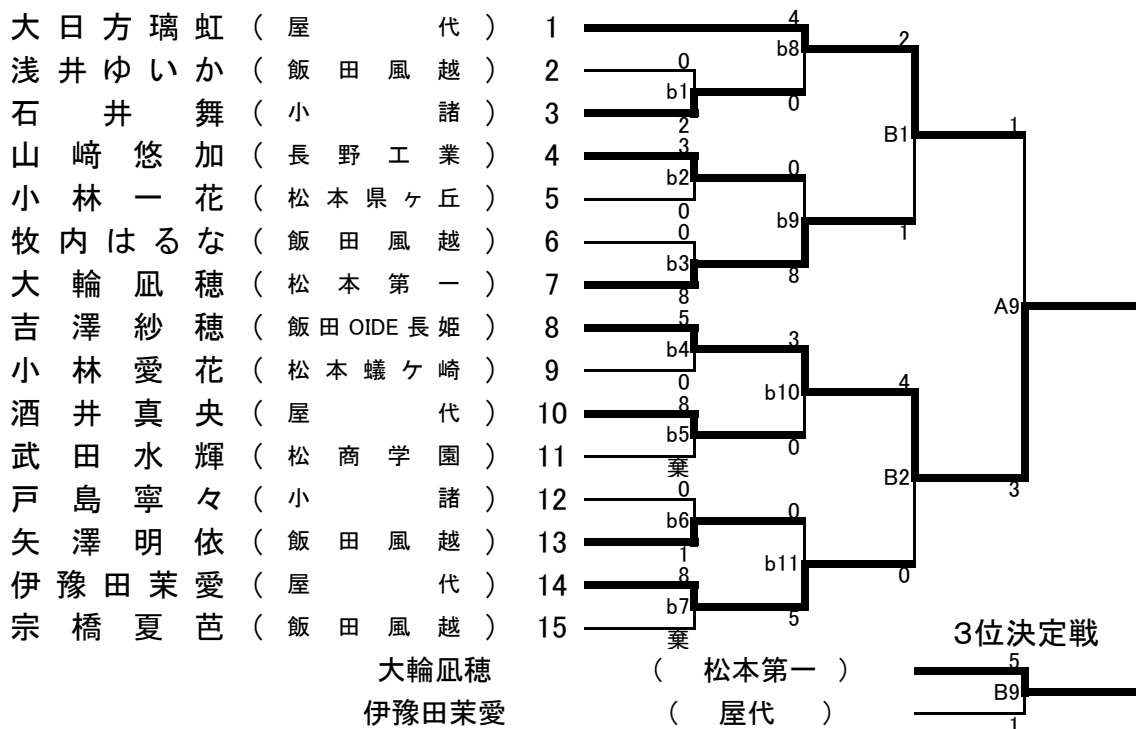 大日方璃虹 ( 屋代 ) 1
4
b8
2
浅井ゆいか ( 飯田風越 ) 2
0
b1
石井舞 ( 小諸 ) 3
2
0
B1
1
山﨑悠加 ( 長野工業 ) 4
3
b2
0
小林一花 ( 松本県ヶ丘 ) 5
0
b9
1
牧内はるな ( 飯田風越 ) 6
0
b3
8
大輪凪穂 ( 松本第一 ) 7
8
A9
吉澤紗穂 ( 飯田OIDE長姫 ) 8
5
b4
3
小林愛花 ( 松本蟻ケ崎 ) 9
0
b10
4
酒井真央 ( 屋代 ) 10
8
b5
0
武田水輝 ( 松商学園 ) 11
棄
B2
3
戸島寧々 ( 小諸 ) 12
0
b6
0
矢澤明依 ( 飯田風越 ) 13
1
b11
0
伊豫田茉愛 ( 屋代 ) 14
8
b7
5
宗橋夏芭 ( 飯田風越 ) 15
棄
3位決定戦
大輪凪穂 ( 松本第一 )
5
B9
伊豫田茉愛 ( 屋代 )
1